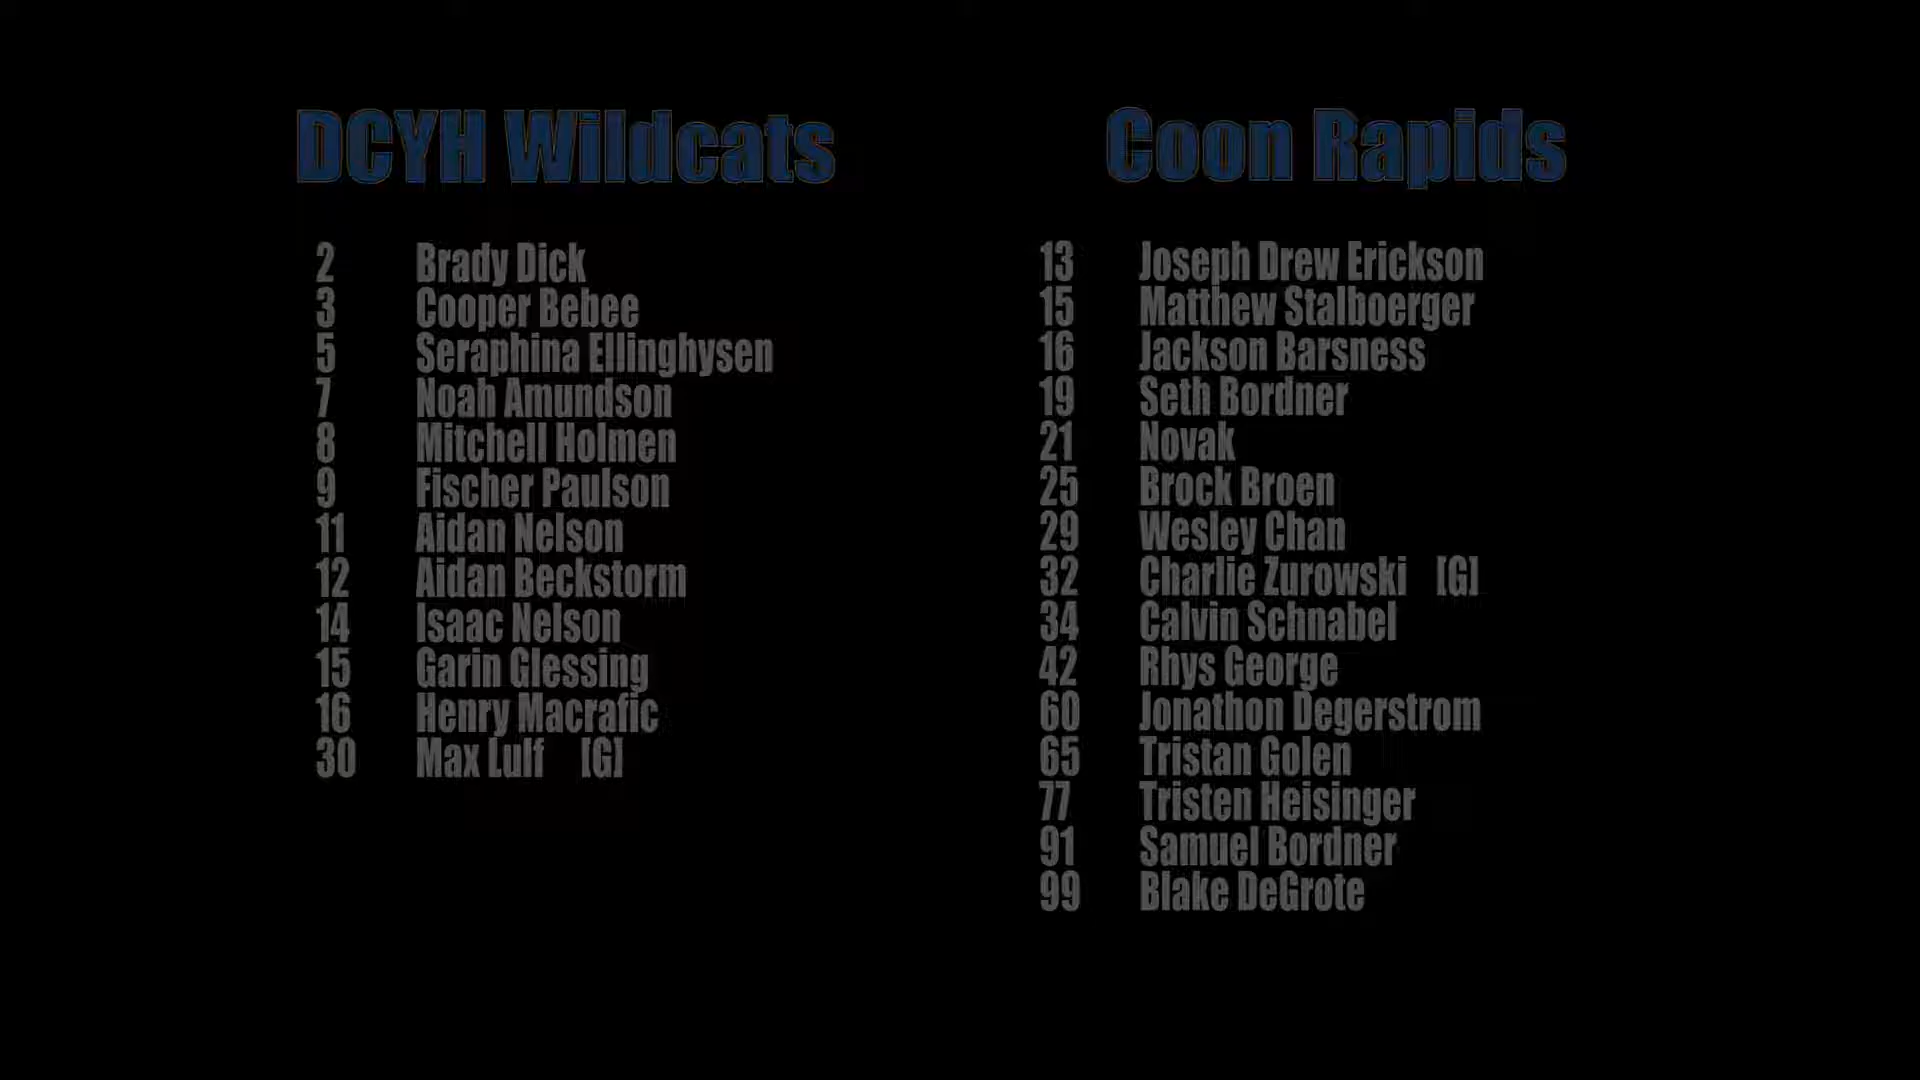 DCYH Wildcats
2 Brady Dick
3 Cooper Bebee
5 Seraphina Ellinghysen
7 Noah Amundson
8 Mitchell Holmen
9 Fischer Paulson
11 Aidan Nelson
12 Aidan Beckstorm
14 Isaac Nelson
15 Garin Glessing
16 Henry Macrafic
30 Max Lulf [G]
Coon Rapids
13 Joseph Drew Erickson
15 Matthew Stalboerger
16 Jackson Barsness
19 Seth Bordner
21 Novak
25 Brock Broen
29 Wesley Chan
32 Charlie Zurowski [G]
34 Calvin Schnabel
42 Rhys George
60 Jonathon Degerstrom
65 Tristan Golen
77 Tristen Heisinger
91 Samuel Bordner
99 Blake DeGrote